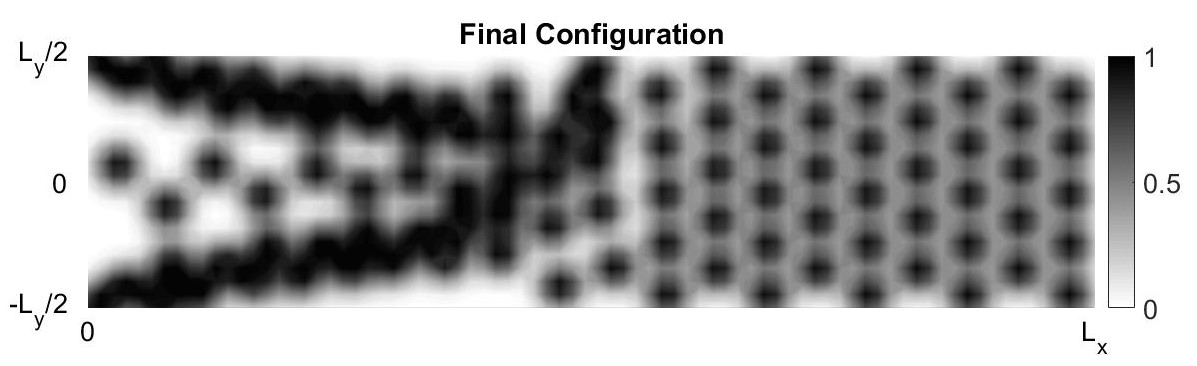 Final Configuration
L_y/2
0
-L_y/2
0
L_x
1
0.5
0